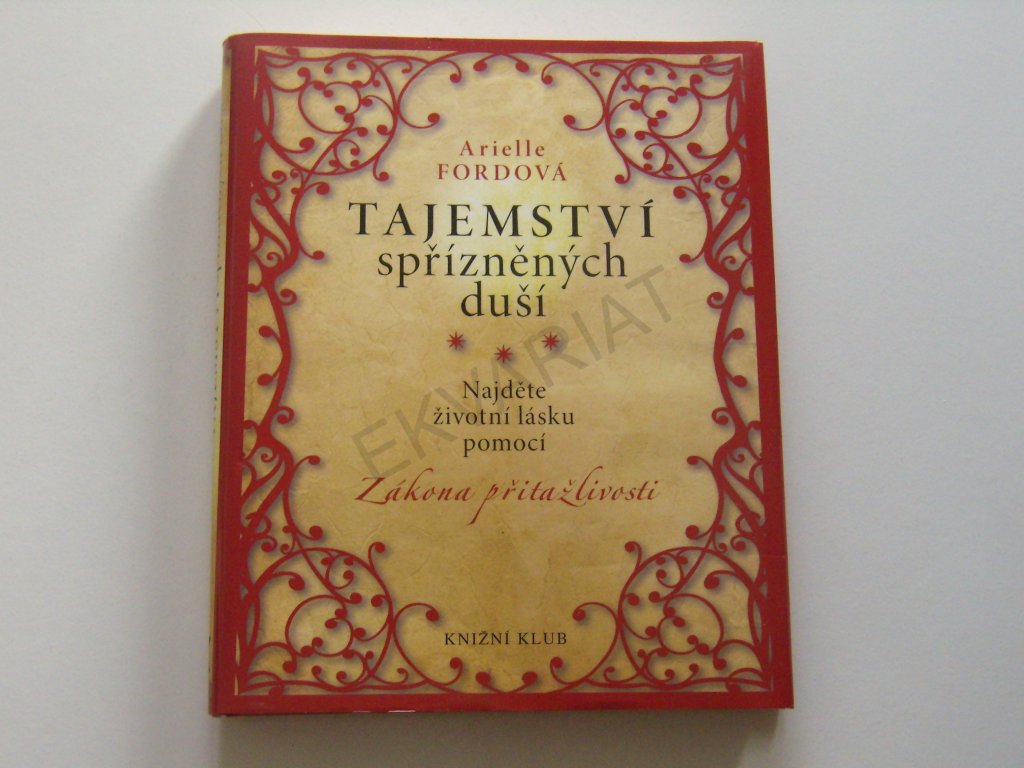 Arielle
FORDOVÁ
TAJEMSTVÍ
spřízněných
duší
Najděte
životní lásku
pomocí
Zákona přitažlivosti
KNIŽNÍ KLUB
EKVARIAT